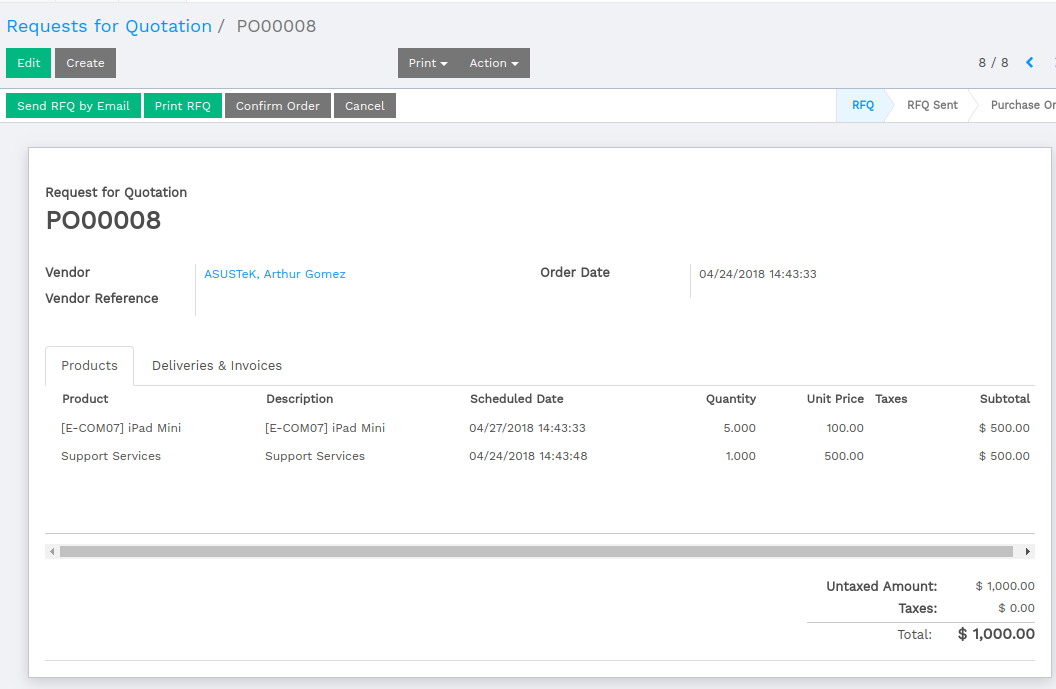 Requests for Quotation / PO00008
Edit Create Print Action 8 / 8
Send RFQ by Email Print RFQ Confirm Order Cancel RFQ RFQ Sent Purchase Or
Request for Quotation
PO00008
Vendor ASUSTeK, Arthur Gomez Order Date 04/24/2018 14:43:33
Vendor Reference
Products Deliveries & Invoices
Product Description Scheduled Date Quantity Unit Price Taxes Subtotal
[E-COM07] iPad Mini [E-COM07] iPad Mini 04/27/2018 14:43:33 5.000 100.00 $ 500.00
Support Services Support Services 04/24/2018 14:43:48 1.000 500.00 $ 500.00
Untaxed Amount: $ 1,000.00
Taxes: $ 0.00
Total: $ 1,000.00